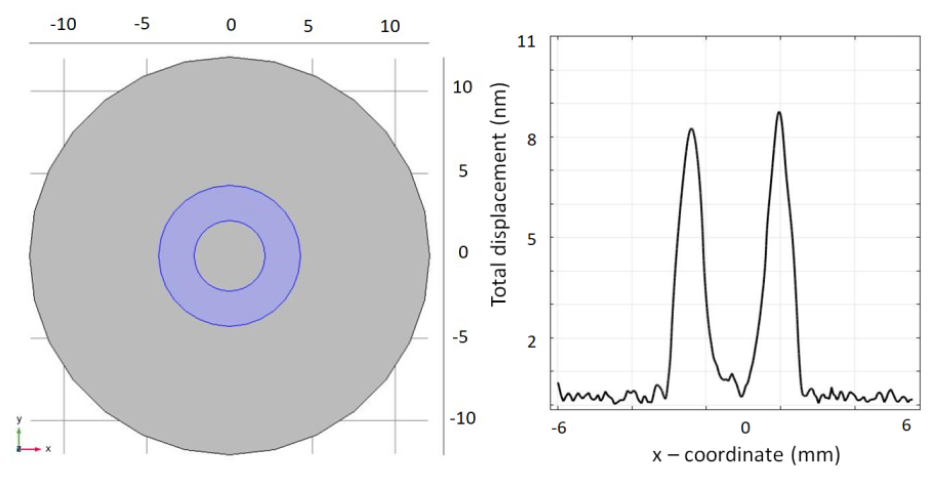 -10 -5 0 5 10
10
5
0
-5
-10
y
z x
11
8
5
2
Total displacement (nm)
-6 0 6
x – coordinate (mm)